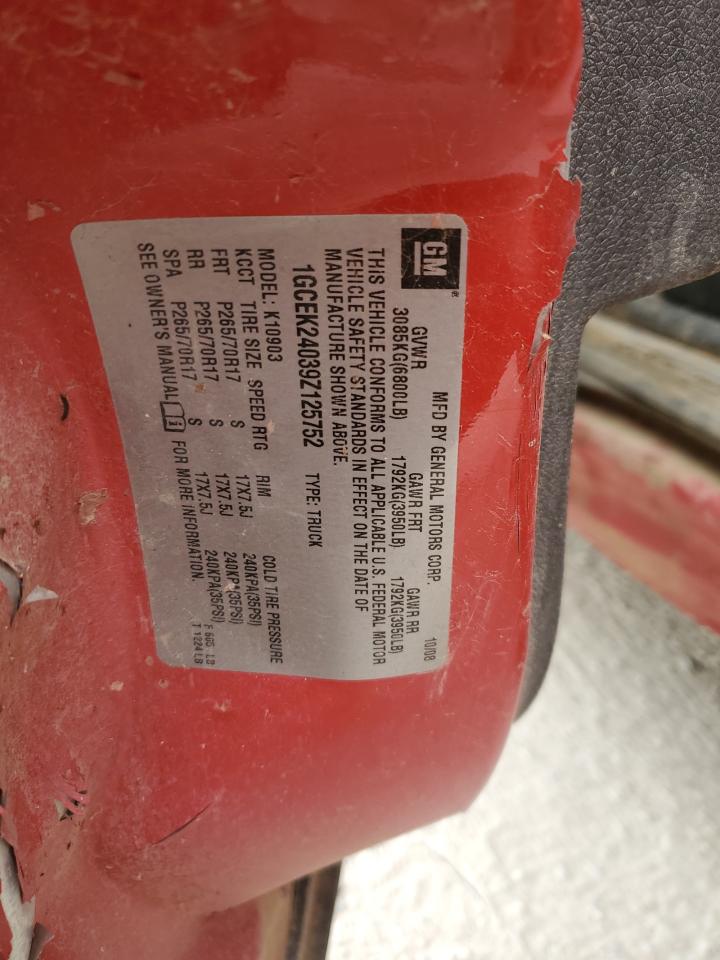 GM ®
MFD BY GENERAL MOTORS CORP. 10/08
GVWR GAWR FRT GAWR RR
3085KG(6800LB) 1792KG(3950LB) 1792KG(3950LB)
THIS VEHICLE CONFORMS TO ALL APPLICABLE U.S. FEDERAL MOTOR
VEHICLE SAFETY STANDARDS IN EFFECT ON THE DATE OF
MANUFACTURE SHOWN ABOVE.
1GCEK24039Z125752 TYPE: TRUCK
MODEL: K10903
KCCT TIRE SIZE SPEED RTG RIM COLD TIRE PRESSURE
FRT P265/70R17 S 17X7.5J 240KPA(35PSI)
RR P265/70R17 S 17X7.5J 240KPA(35PSI)
SPA P265/70R17 S 17X7.5J 240KPA(35PSI)
SEE OWNER'S MANUAL FOR MORE INFORMATION.
F 665 LB
T 1224 LB